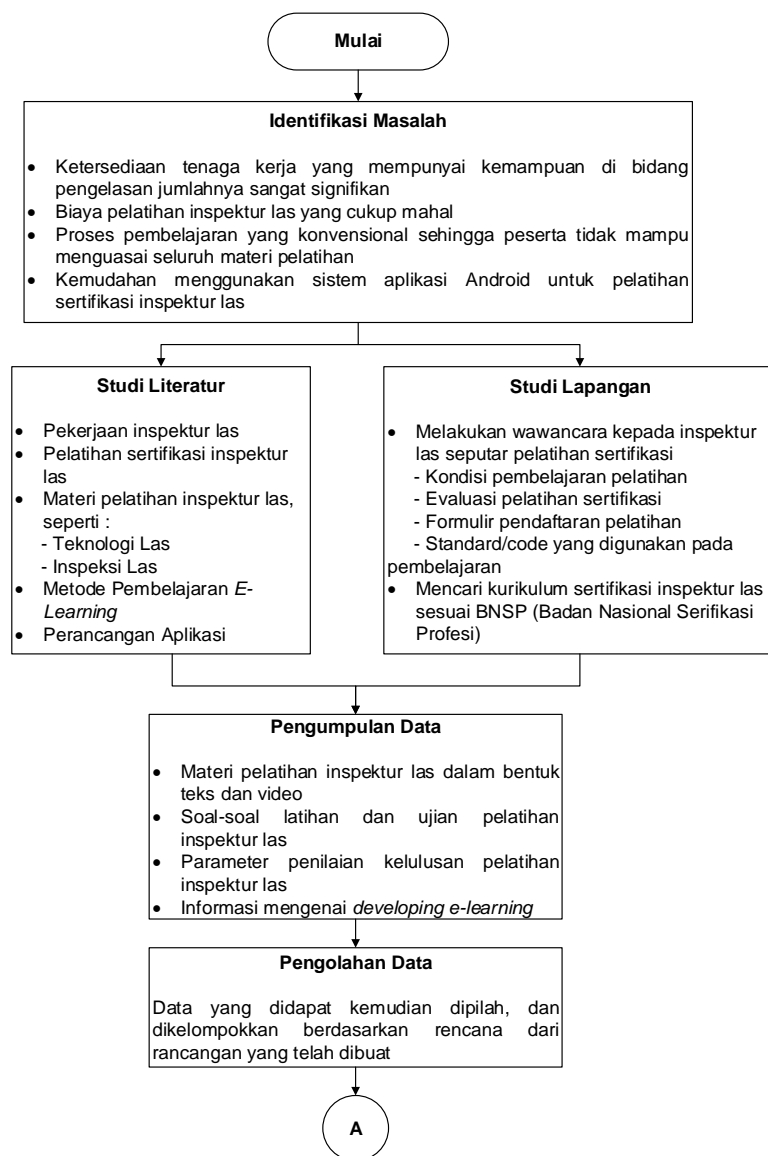 Mulai
Identifikasi Masalah
• Ketersediaan tenaga kerja yang mempunyai kemampuan di bidang
pengelasan jumlahnya sangat signifikan
• Biaya pelatihan inspektur las yang cukup mahal
• Proses pembelajaran yang konvensional sehingga peserta tidak mampu
menguasai seluruh materi pelatihan
• Kemudahan menggunakan sistem aplikasi Android untuk pelatihan
sertifikasi inspektur las
Studi Literatur
• Pekerjaan inspektur las
• Pelatihan sertifikasi inspektur
las
• Materi pelatihan inspektur las,
seperti :
- Teknologi Las
- Inspeksi Las
• Metode Pembelajaran E-
Learning
• Perancangan Aplikasi
Studi Lapangan
• Melakukan wawancara kepada inspektur
las seputar pelatihan sertifikasi
- Kondisi pembelajaran pelatihan
- Evaluasi pelatihan sertifikasi
- Formulir pendaftaran pelatihan
- Standard/code yang digunakan pada
pembelajaran
• Mencari kurikulum sertifikasi inspektur las
sesuai BNSP (Badan Nasional Serifikasi
Profesi)
Pengumpulan Data
• Materi pelatihan inspektur las dalam bentuk
teks dan video
• Soal-soal latihan dan ujian pelatihan
inspektur las
• Parameter penilaian kelulusan pelatihan
inspektur las
• Informasi mengenai developing e-learning
Pengolahan Data
Data yang didapat kemudian dipilah, dan
dikelompokkan berdasarkan rencana dari
rancangan yang telah dibuat
A